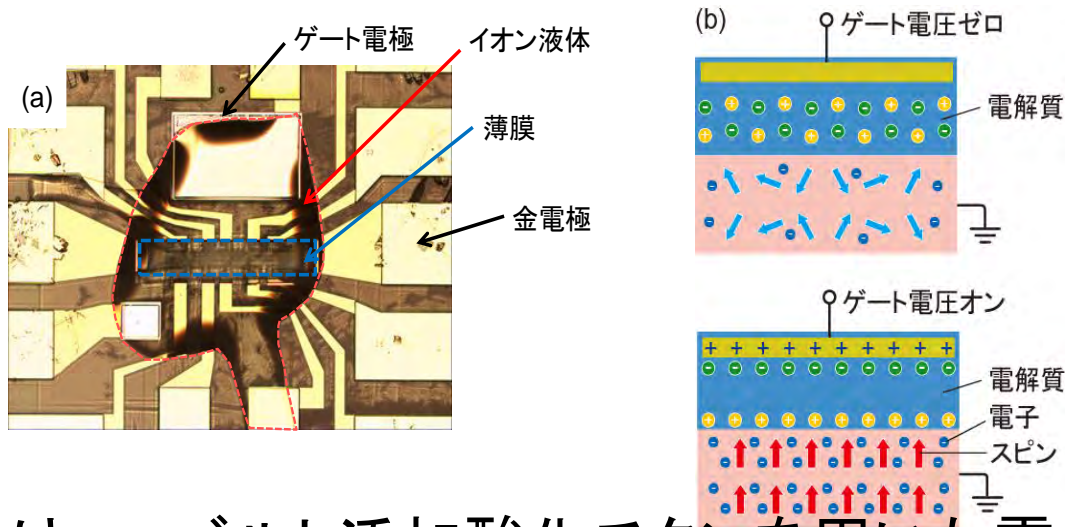 (a)
ゲート電極
イオン液体
薄膜
金電極
(b)
ゲート電圧ゼロ
電解質
ゲート電圧オン
電解質
電子
スピン